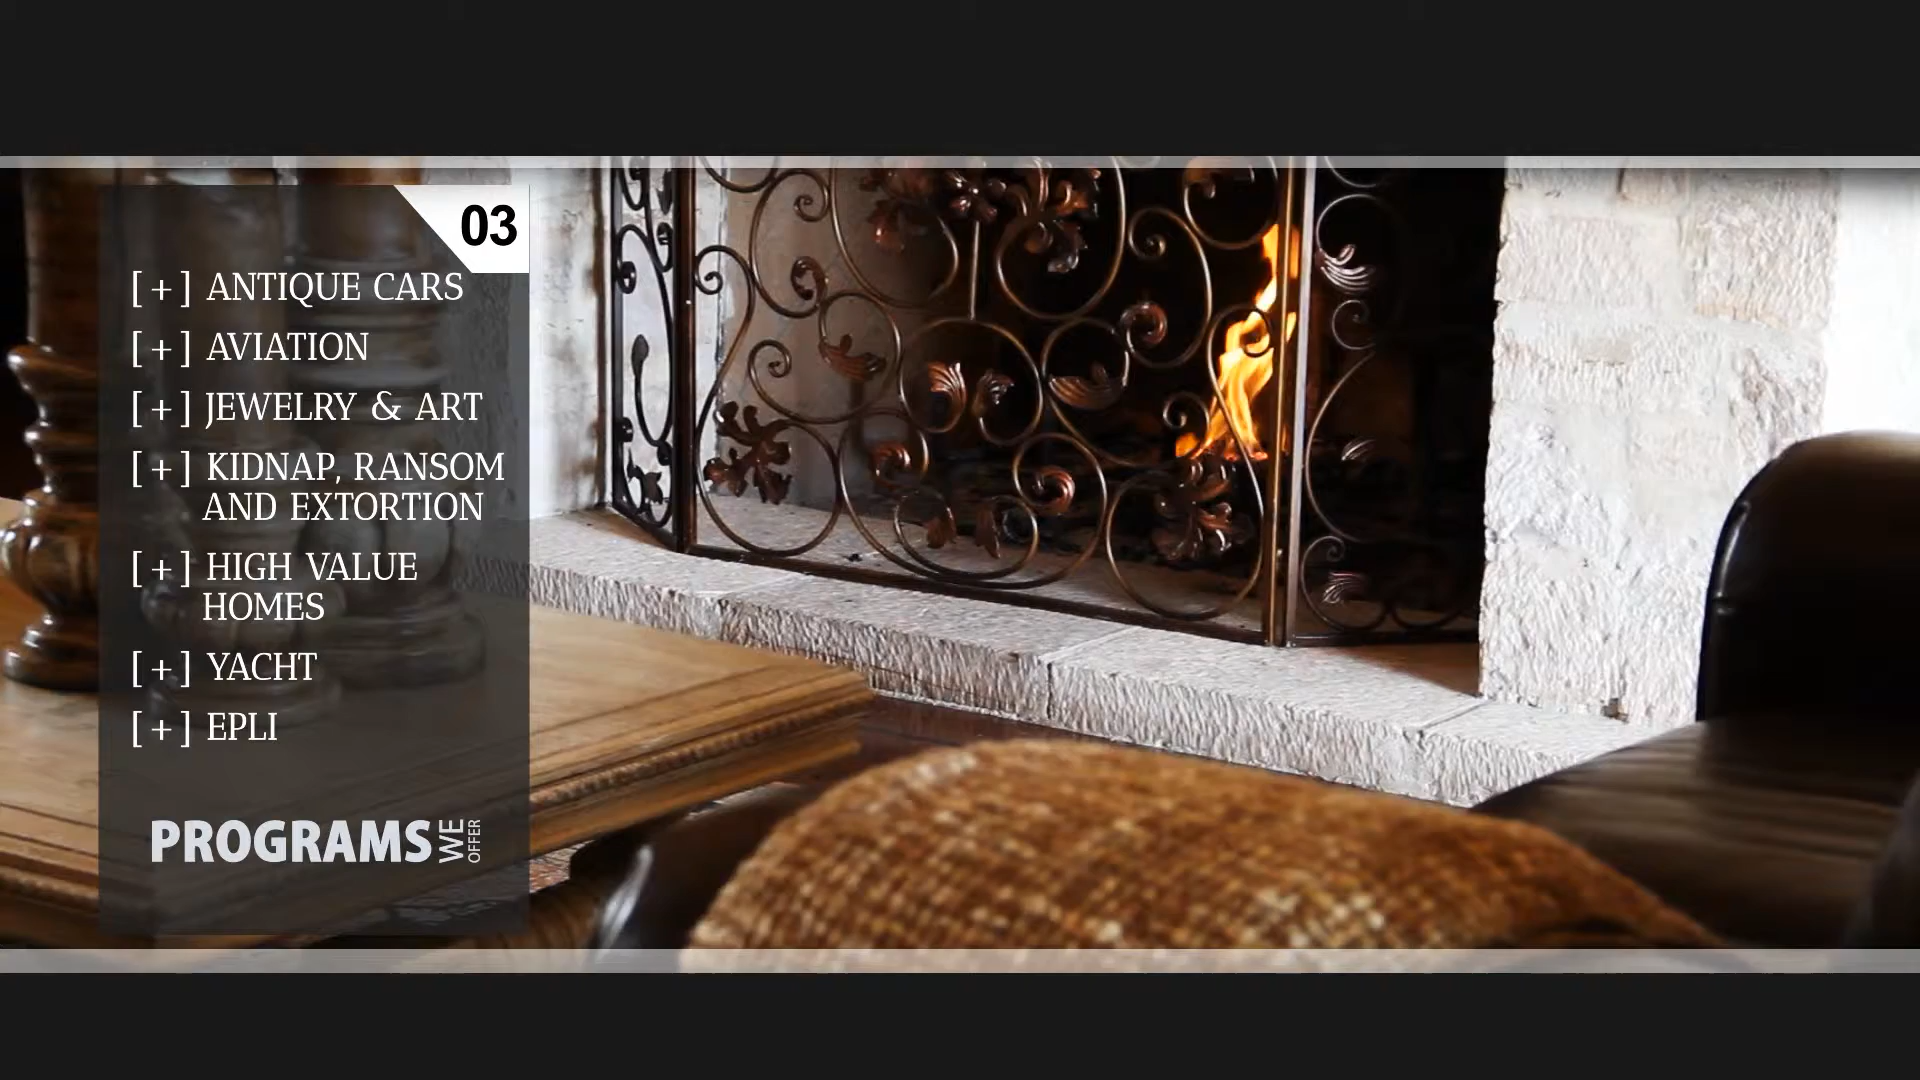 03
[+] ANTIQUE CARS
[+] AVIATION
[+] JEWELRY & ART
[+] KIDNAP, RANSOM
AND EXTORTION
[+] HIGH VALUE
HOMES
[+] YACHT
[+] EPLI
PROGRAMS WE OFFER